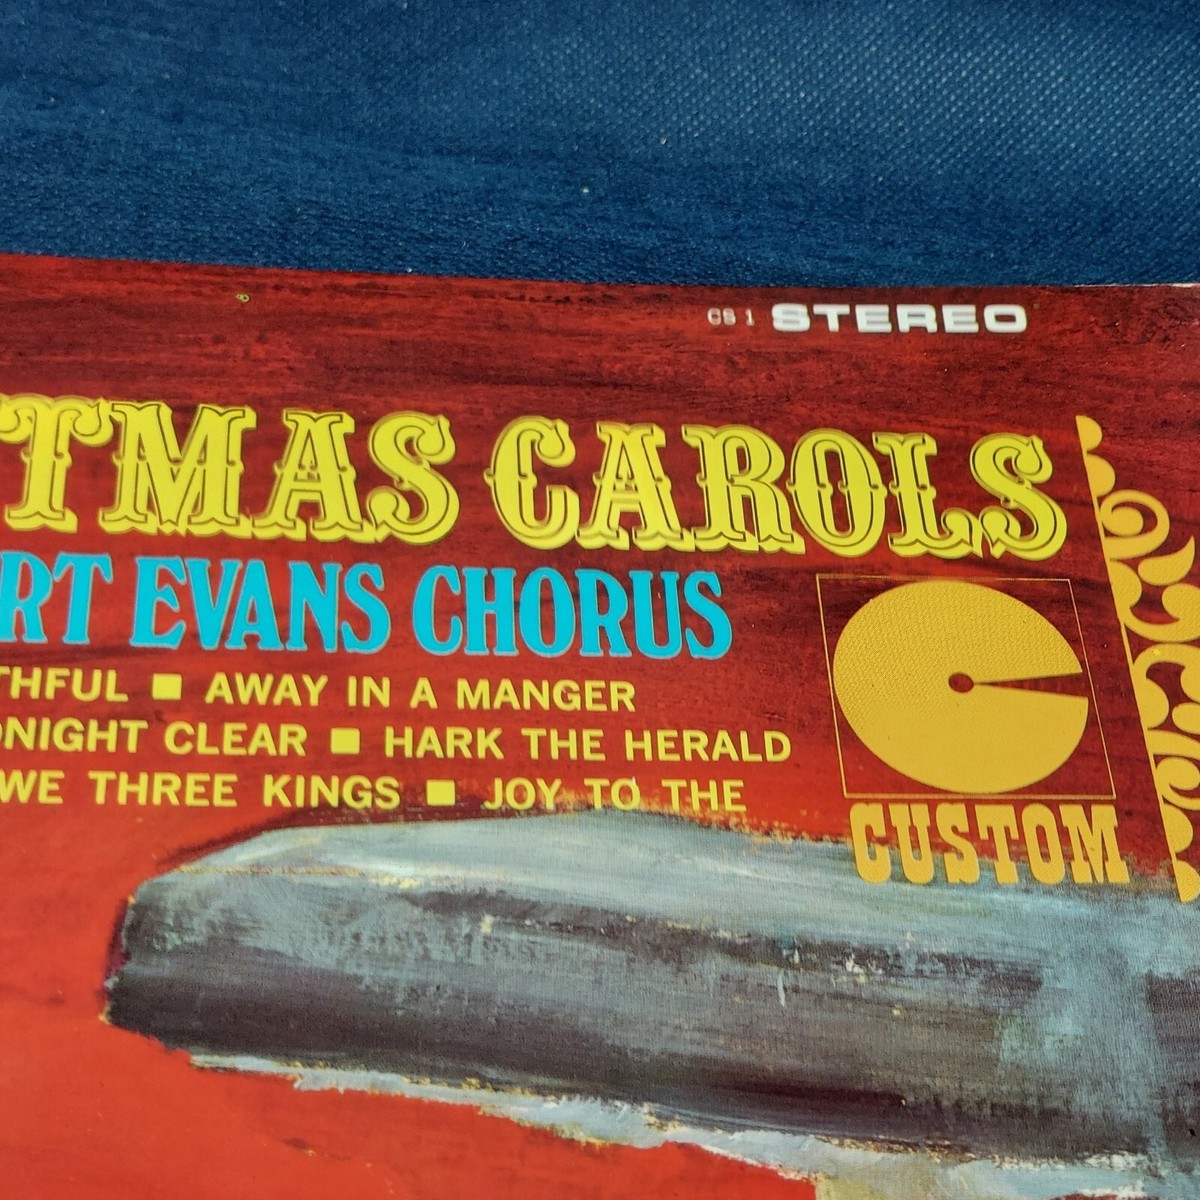 CS 1 STEREO
TMAS CAROLS
RT EVANS CHORUS
THFUL ■ AWAY IN A MANGER
ONIGHT CLEAR ■ HARK THE HERALD
WE THREE KINGS ■ JOY TO THE
CUSTOM